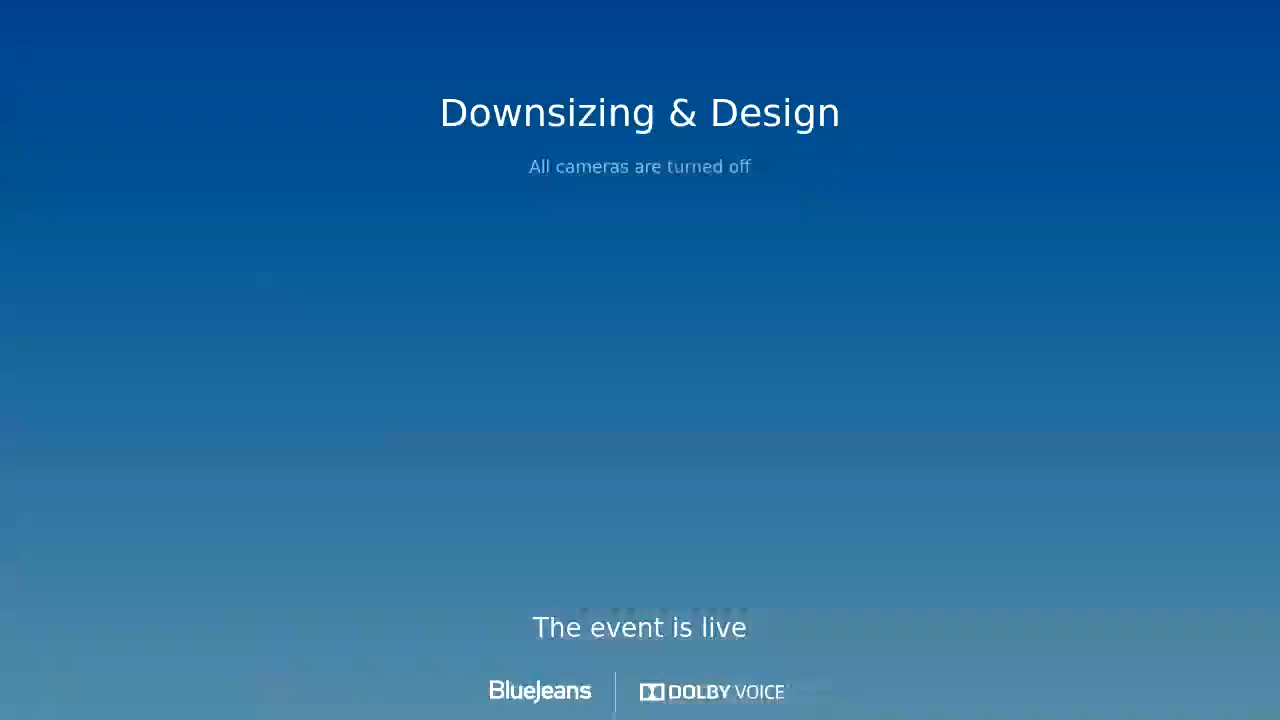 Downsizing & Design
All cameras are turned off
The event is live
BlueJeans
DOLBY VOICE